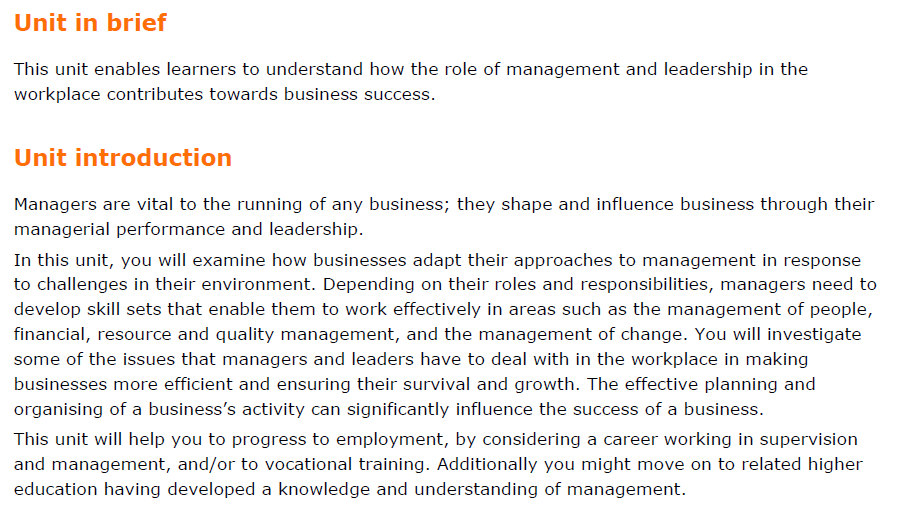 Unit in brief
This unit enables learners to understand how the role of management and leadership in the
workplace contributes towards business success.
Unit introduction
Managers are vital to the running of any business; they shape and influence business through their
managerial performance and leadership.
In this unit, you will examine how businesses adapt their approaches to management in response
to challenges in their environment. Depending on their roles and responsibilities, managers need to
develop skill sets that enable them to work effectively in areas such as the management of people,
financial, resource and quality management, and the management of change. You will investigate
some of the issues that managers and leaders have to deal with in the workplace in making
businesses more efficient and ensuring their survival and growth. The effective planning and
organising of a business’s activity can significantly influence the success of a business.
This unit will help you to progress to employment, by considering a career working in supervision
and management, and/or to vocational training. Additionally you might move on to related higher
education having developed a knowledge and understanding of management.